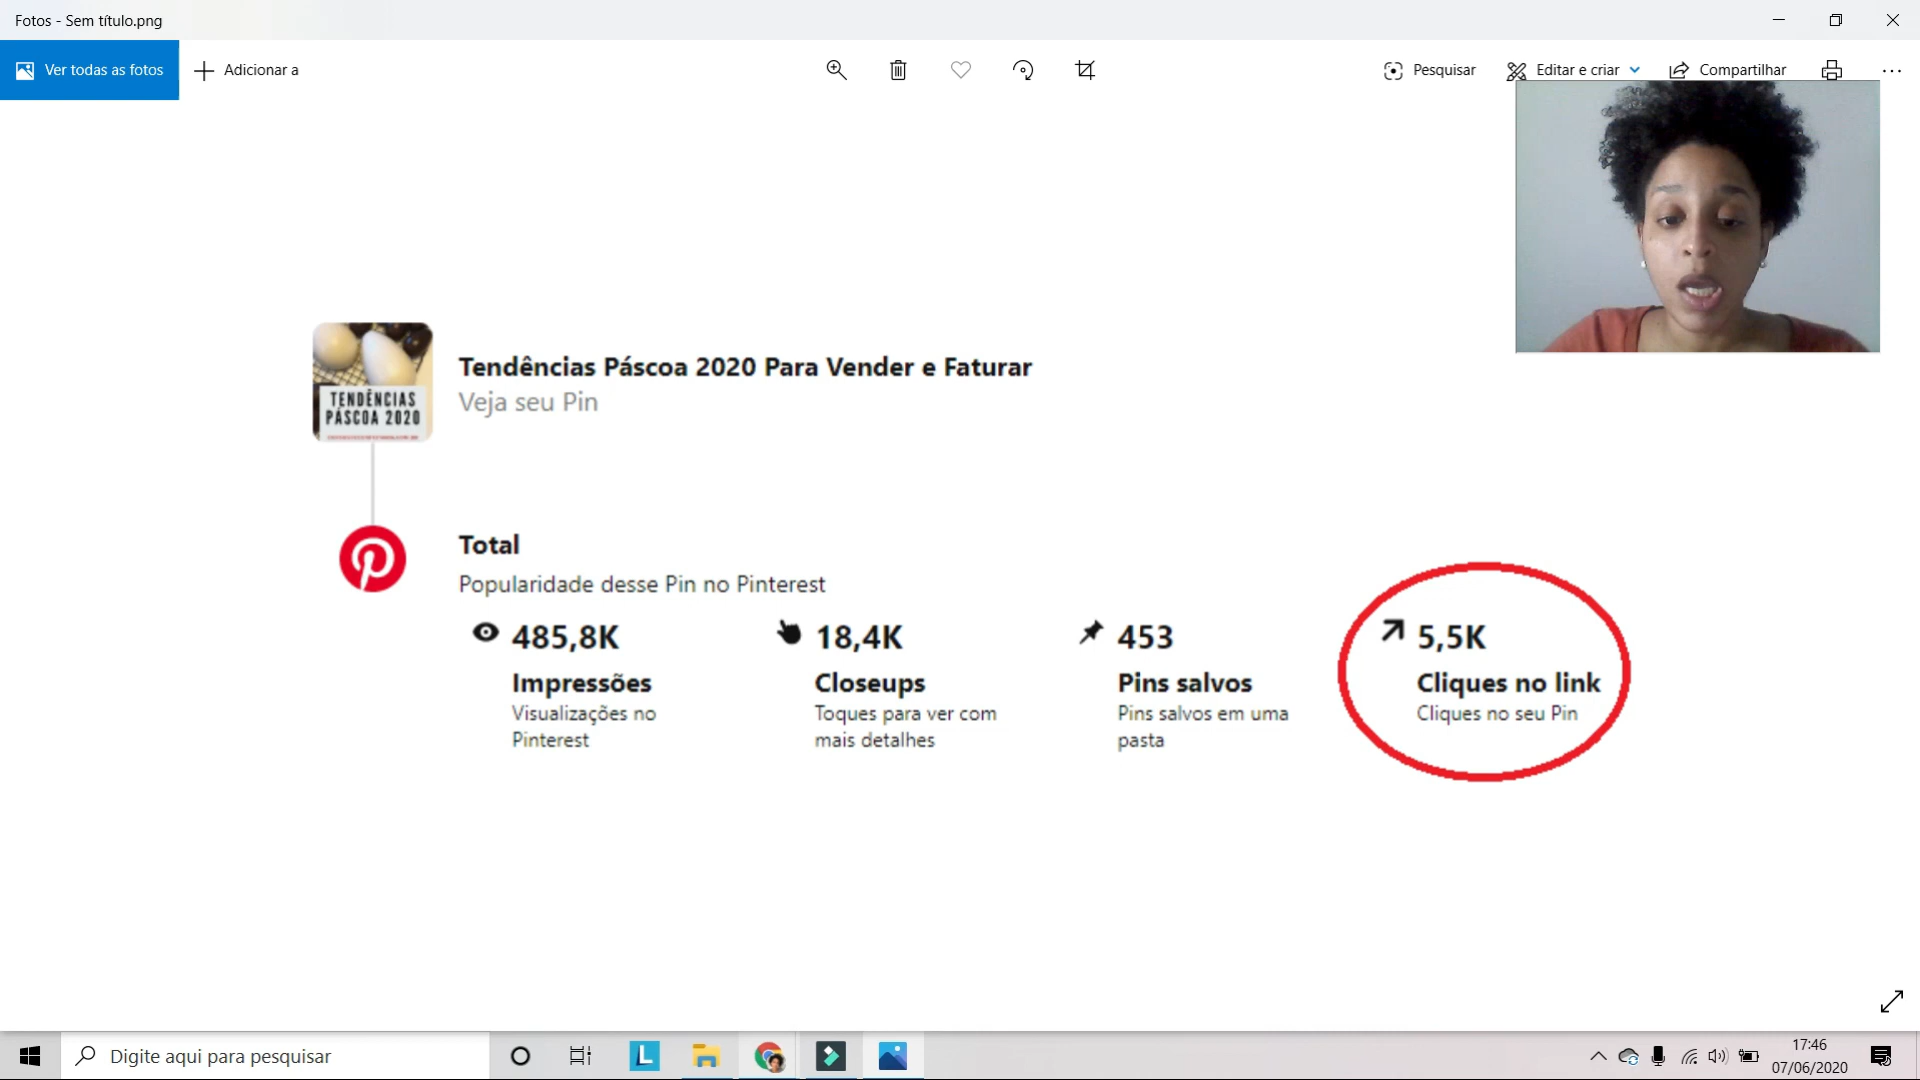 Fotos - Sem título.png
Ver todas as fotos
Adicionar a
Pesquisar
Editar e criar
Compartilhar
TENDÊNCIAS
PÁSCOA 2020
Tendências Páscoa 2020 Para Vender e Faturar
Veja seu Pin
Total
Popularidade desse Pin no Pinterest
485,8K
Impressões
Visualizações no
Pinterest
18,4K
Closeups
Toques para ver com
mais detalhes
453
Pins salvos
Pins salvos em uma
pasta
5,5K
Cliques no link
Cliques no seu Pin
Digite aqui para pesquisar
17:46
07/06/2020